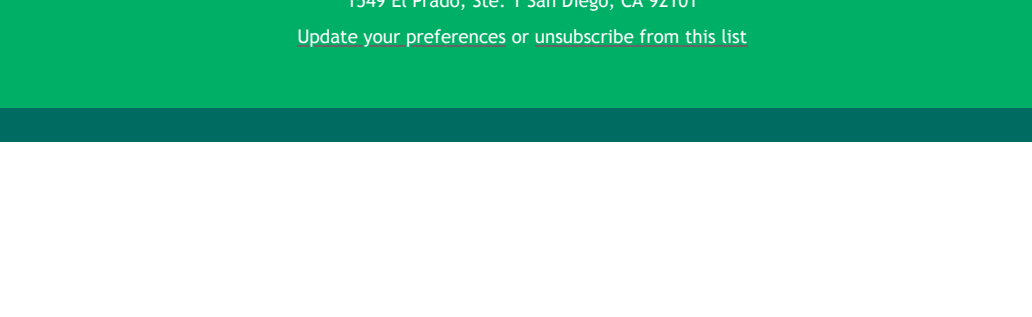 1549 El Prado, Ste. 1 San Diego, CA 92101
Update your preferences or unsubscribe from this list